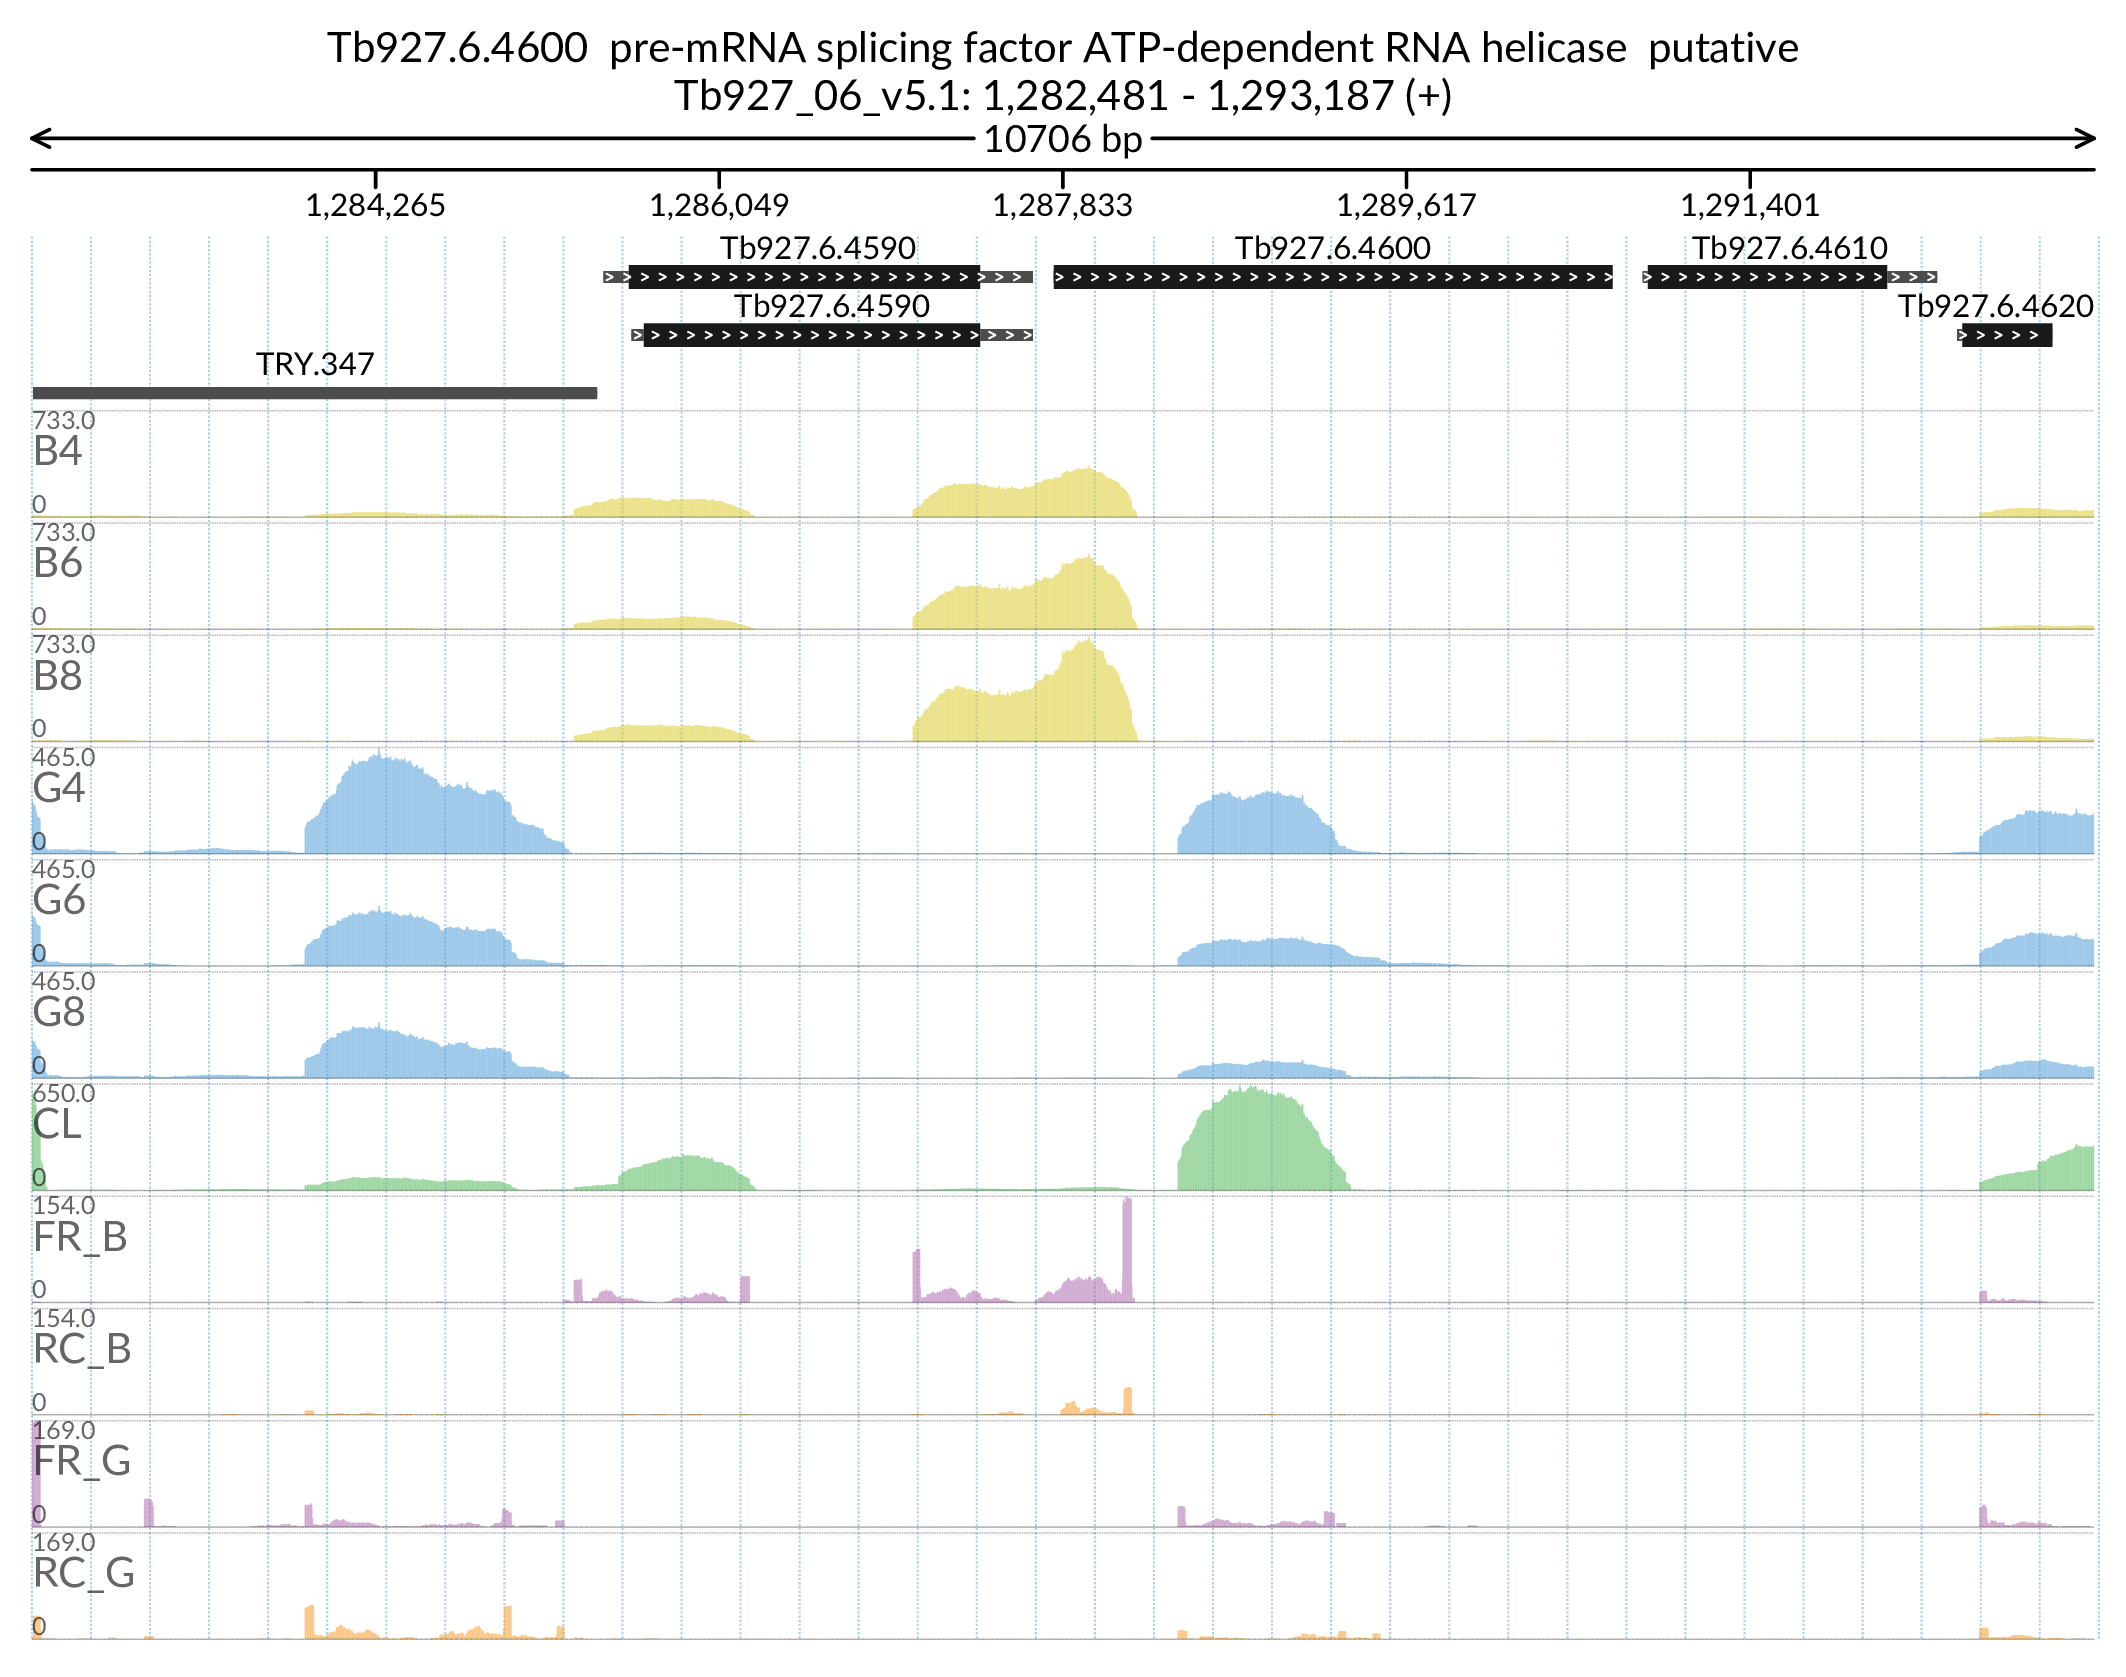 Tb927.6.4600  pre-mRNA splicing factor ATP-dependent RNA helicase  putative
Tb927_06_v5.1: 1,282,481 - 1,293,187 (+)
10706 bp
1,284,265 1,286,049 1,287,833 1,289,617 1,291,401
Tb927.6.4590 Tb927.6.4600 Tb927.6.4610
Tb927.6.4590 Tb927.6.4620
TRY.347
733.0
B4
0
733.0
B6
0
733.0
B8
0
465.0
G4
0
465.0
G6
0
465.0
G8
0
650.0
CL
0
154.0
FR_B
0
154.0
RC_B
0
169.0
FR_G
0
169.0
RC_G
0